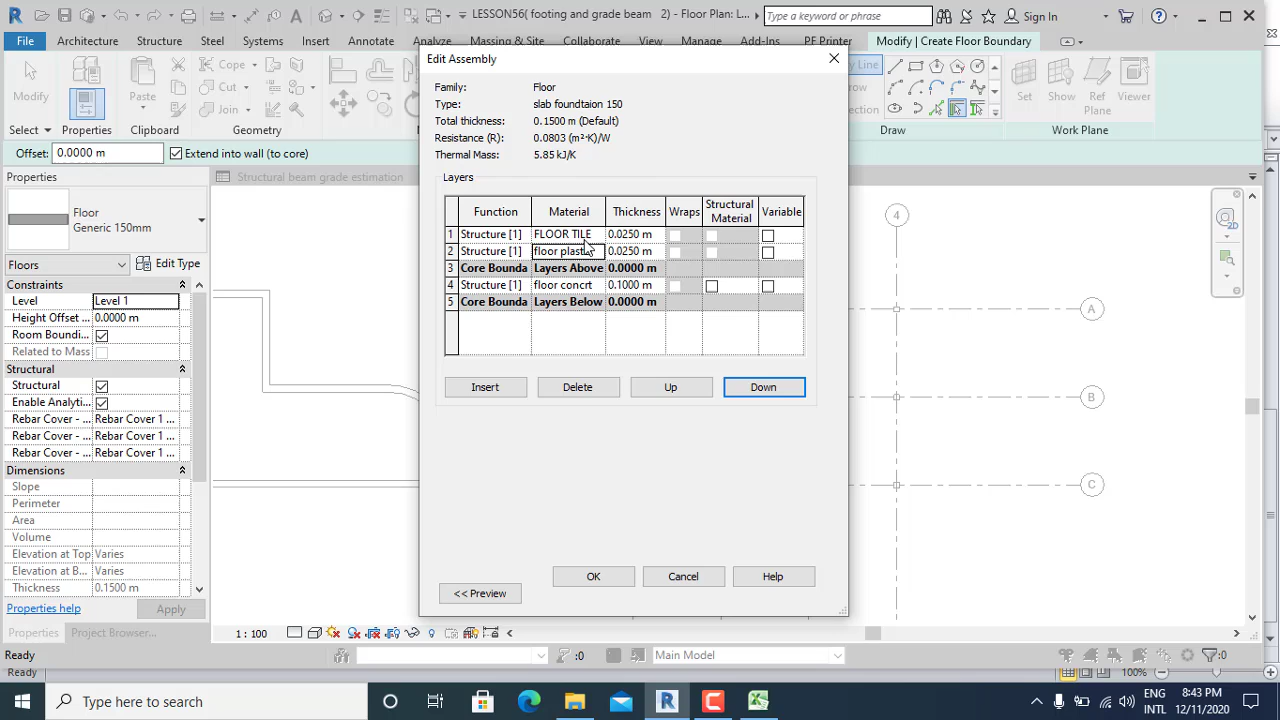 LESSON56( footing and grade beam 2) - Floor Plan: L...
Type a keyword or phrase
Sign In
File Architecture Structure Steel Systems Insert Annotate Analyze Massing & Site Collaborate View Manage Add-Ins PF Printer Modify | Create Floor Boundary
Modify
Properties
Paste
Cope
Cut
Join
Set
Show
Ref
Plane
Viewer
Select
Properties
Clipboard
Geometry
Draw
Work Plane
Offset: 0.0000 m
Extend into wall (to core)
Properties
Structural beam grade estimation
Floor
Generic 150mm
Floors
Edit Type
Constraints
Level Level 1
Height Offset ... 0.0000 m
Room Boundi...
Related to Mass
Structural
Structural
Enable Analyti...
Rebar Cover - ... Rebar Cover 1 ...
Rebar Cover - ... Rebar Cover 1 ...
Rebar Cover - ... Rebar Cover 1 ...
Dimensions
Slope
Perimeter
Area
Volume
Elevation at Top Varies
Elevation at B... Varies
Thickness 0.1500 m
Properties help
Apply
Properties
Project Browser...
Edit Assembly
Family: Floor
Type: slab foundtaion 150
Total thickness: 0.1500 m (Default)
Resistance (R): 0.0803 (m²·K)/W
Thermal Mass: 5.85 kJ/K
Layers
Function Material Thickness Wraps Structural Material Variable
1 Structure [1] FLOOR TILE 0.0250 m
2 Structure [1] floor plast 0.0250 m
3 Core Bounda Layers Above 0.0000 m
4 Structure [1] floor concrt 0.1000 m
5 Core Bounda Layers Below 0.0000 m
Insert
Delete
Up
Down
OK
Cancel
Help
<< Preview
4
A
B
C
1 : 100
Ready
:0
Main Model
:0
Ready
100%
Type here to search
ENG
INTL
8:43 PM
12/11/2020